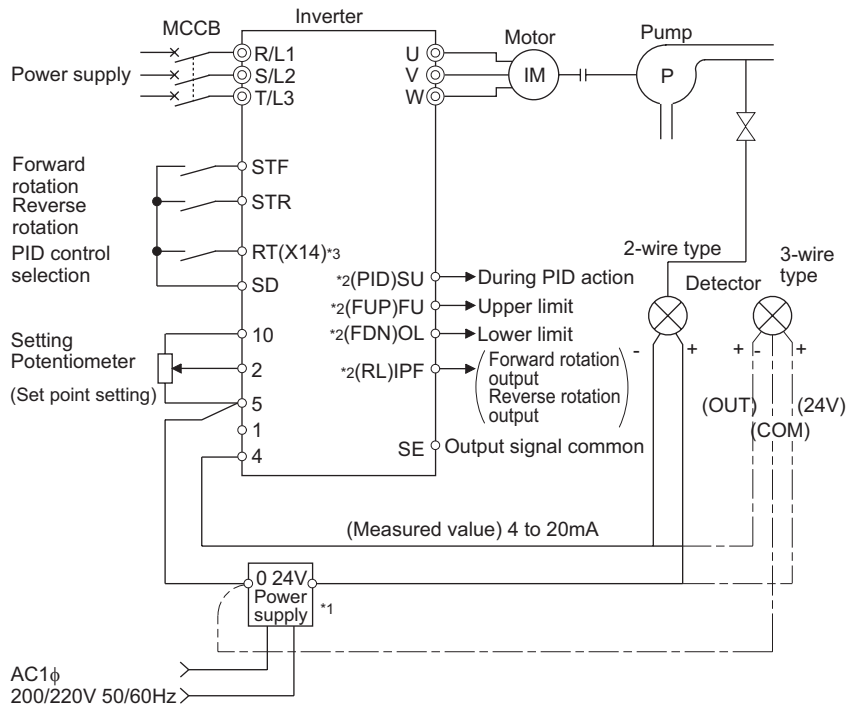 Inverter
MCCB
Motor
Pump
Power supply
R/L1
S/L2
T/L3
U
V
W
IM
P
Forward
rotation
Reverse
rotation
PID control
selection
STF
STR
RT(X14)*3
SD
2-wire type
3-wire
type
Detector
*2(PID)SU
During PID action
*2(FUP)FU
Upper limit
*2(FDN)OL
Lower limit
*2(RL)IPF
Forward rotation
output
Reverse rotation
output
SE
Output signal common
Setting
Potentiometer
(Set point setting)
10
2
5
1
4
- +
+ - +
(OUT)
(24V)
(COM)
(Measured value) 4 to 20mA
0 24V
Power
supply
*1
AC1ϕ
200/220V 50/60Hz